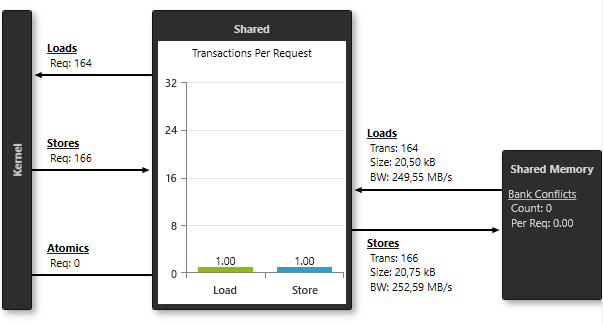 Kernel
Loads
Req: 164
Stores
Req: 166
Atomics
Req: 0
Shared
Transactions Per Request
32
24
16
8
0
1.00
1.00
Load
Store
Loads
Trans: 164
Size: 20,50 kB
BW: 249,55 MB/s
Stores
Trans: 166
Size: 20,75 kB
BW: 252,59 MB/s
Shared Memory
Bank Conflicts
Count: 0
Per Req: 0.00